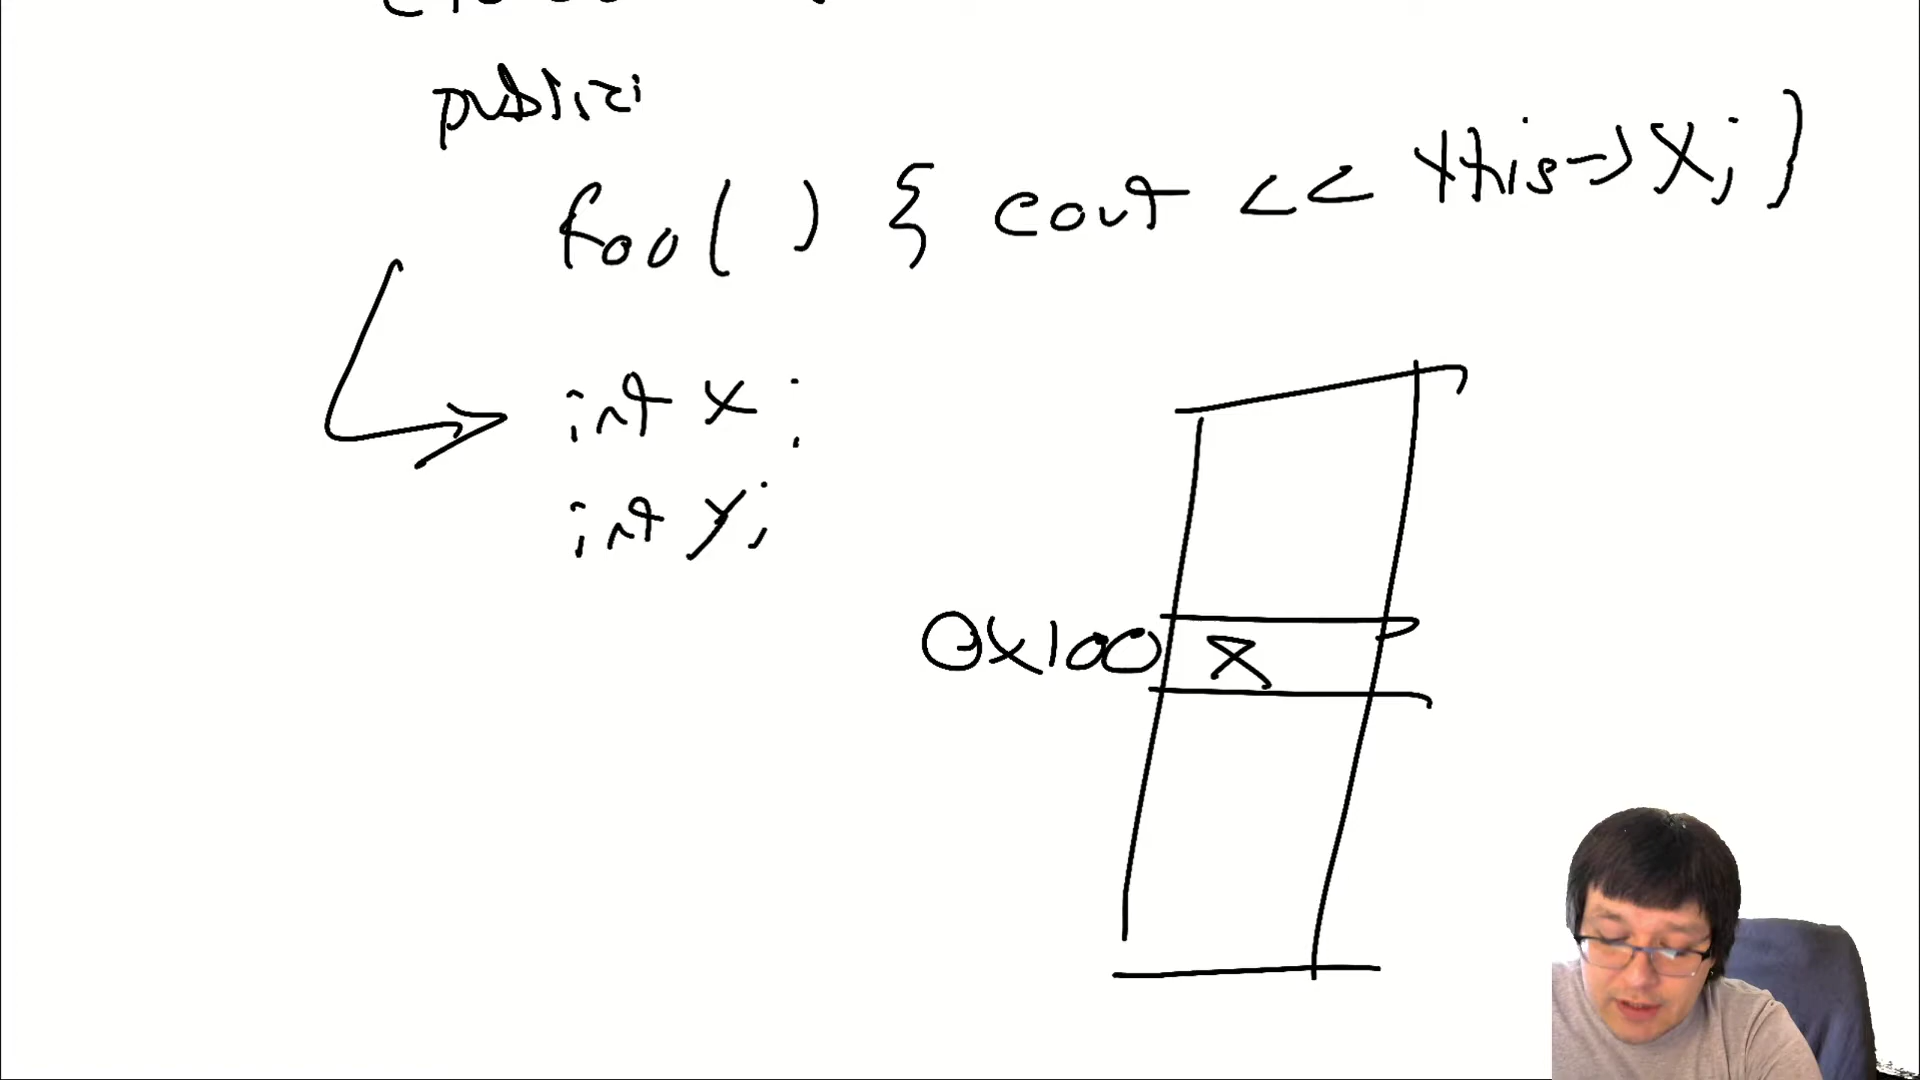 public:
foo( ) { cout << this->x; }
int x;
int y;
0x100 x